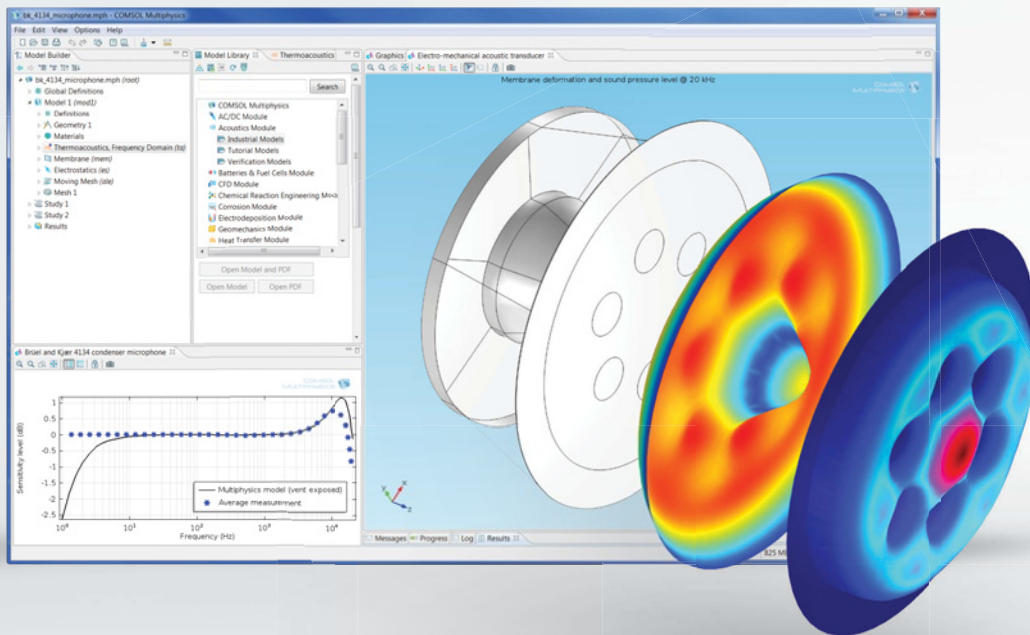 bk_4134_microphone.mph - COMSOL Multiphysics
File Edit View Options Help
Model Builder
bk_4134_microphone.mph (root)
Global Definitions
Model 1 (mod1)
Definitions
Geometry 1
Materials
Thermoacoustics, Frequency Domain (ta)
Membrane (mem)
Electrostatics (es)
Moving Mesh (ale)
Mesh 1
Study 1
Study 2
Results
Model Library
Thermoacoustics
Search
COMSOL Multiphysics
AC/DC Module
Acoustics Module
Industrial Models
Tutorial Models
Verification Models
Batteries & Fuel Cells Module
CFD Module
Chemical Reaction Engineering
Corrosion Module
Electrodeposition Module
Geomechanics Module
Heat Transfer Module
Open Model and PDF
Open Model
Open PDF
Graphics
Electro-mechanical acoustic transducer
Membrane deformation and sound pressure level @ 20 kHz
COMSOL
MULTIPHYSICS
y
x
z
Messages
Progress
Log
Results
825
Brüel and Kjær 4134 condenser microphone
COMSOL
MULTIPHYSICS
Sensitivity level (dB)
1
0.5
0
-0.5
-1
-1.5
-2
-2.5
Multiphysics model (vent exposed)
Average measurement
10⁰ 10¹ 10² 10³ 10⁴
Frequency (Hz)